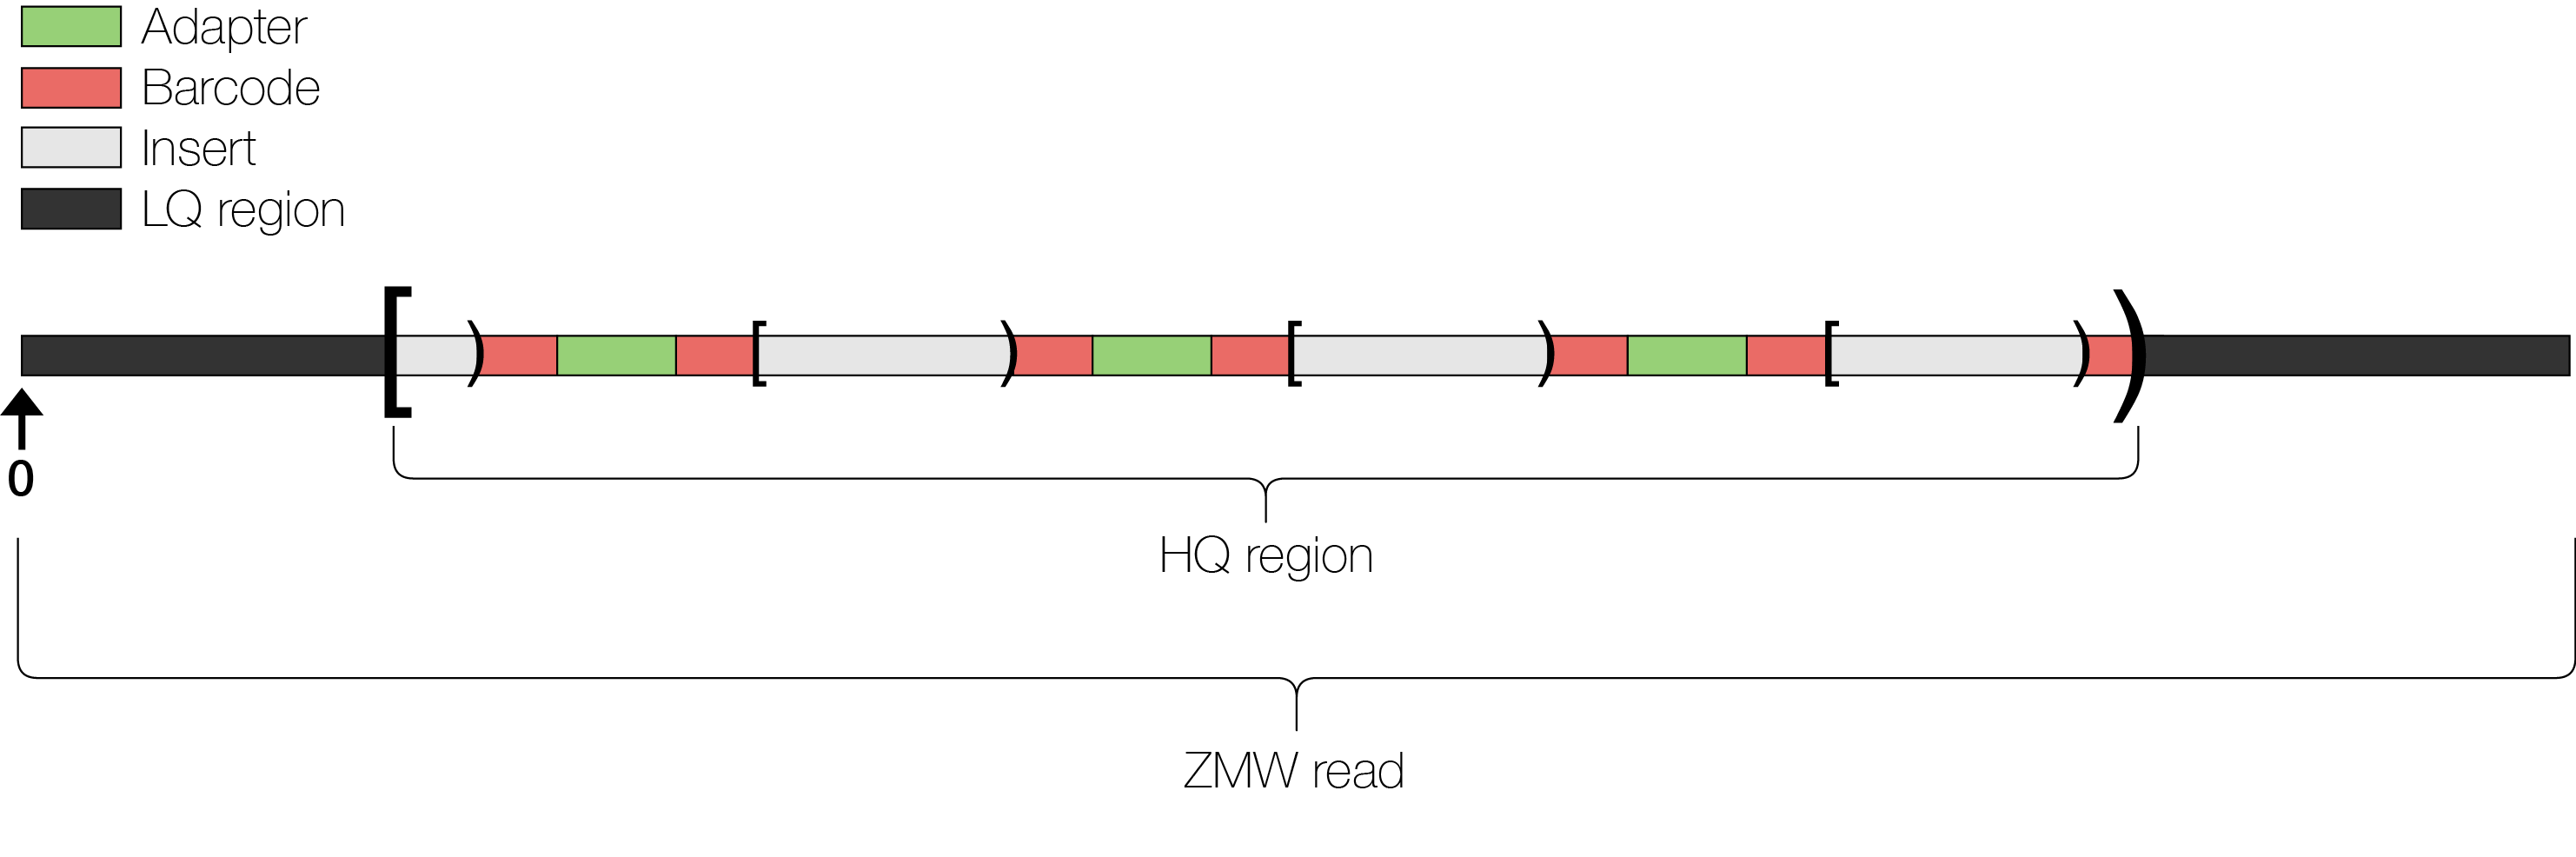 Adapter
Barcode
Insert
LQ region
[ ) [ ) [ ) [ ) )
0
HQ region
ZMW read